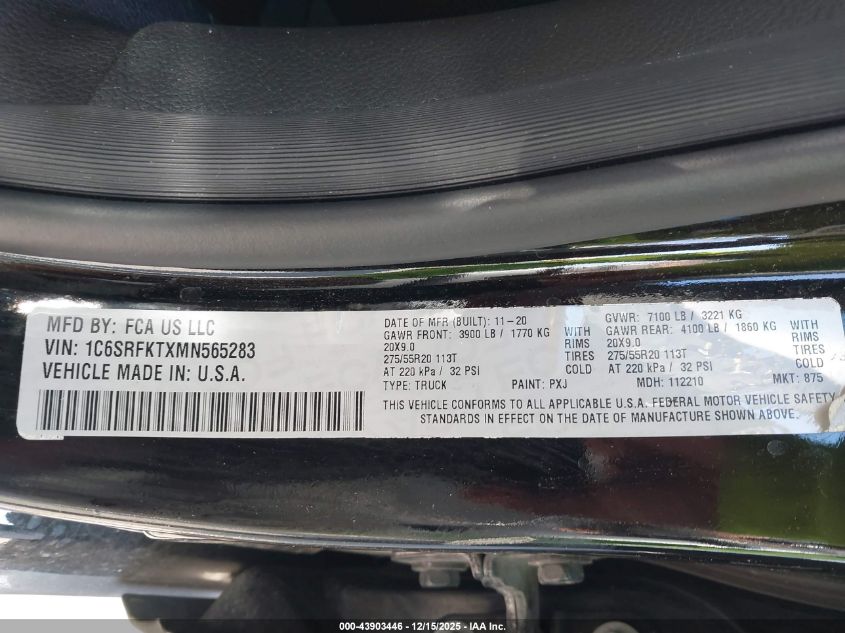 MFD BY: FCA US LLC
VIN: 1C6SRFKTXMN565283
VEHICLE MADE IN: U.S.A.
DATE OF MFR (BUILT): 11-20
GAWR FRONT: 3900 LB / 1770 KG WITH
20X9.0 RIMS
275/55R20 113T TIRES
AT 220 kPa / 32 PSI COLD
TYPE: TRUCK PAINT: PXJ
GVWR: 7100 LB / 3221 KG
GAWR REAR: 4100 LB / 1860 KG WITH
20X9.0 RIMS
275/55R20 113T TIRES
AT 220 kPa / 32 PSI COLD
MDH: 112210 MKT: 875
THIS VEHICLE CONFORMS TO ALL APPLICABLE U.S.A. FEDERAL MOTOR VEHICLE SAFETY
STANDARDS IN EFFECT ON THE DATE OF MANUFACTURE SHOWN ABOVE.
000-43903446 - 12/15/2025 - IAA Inc.